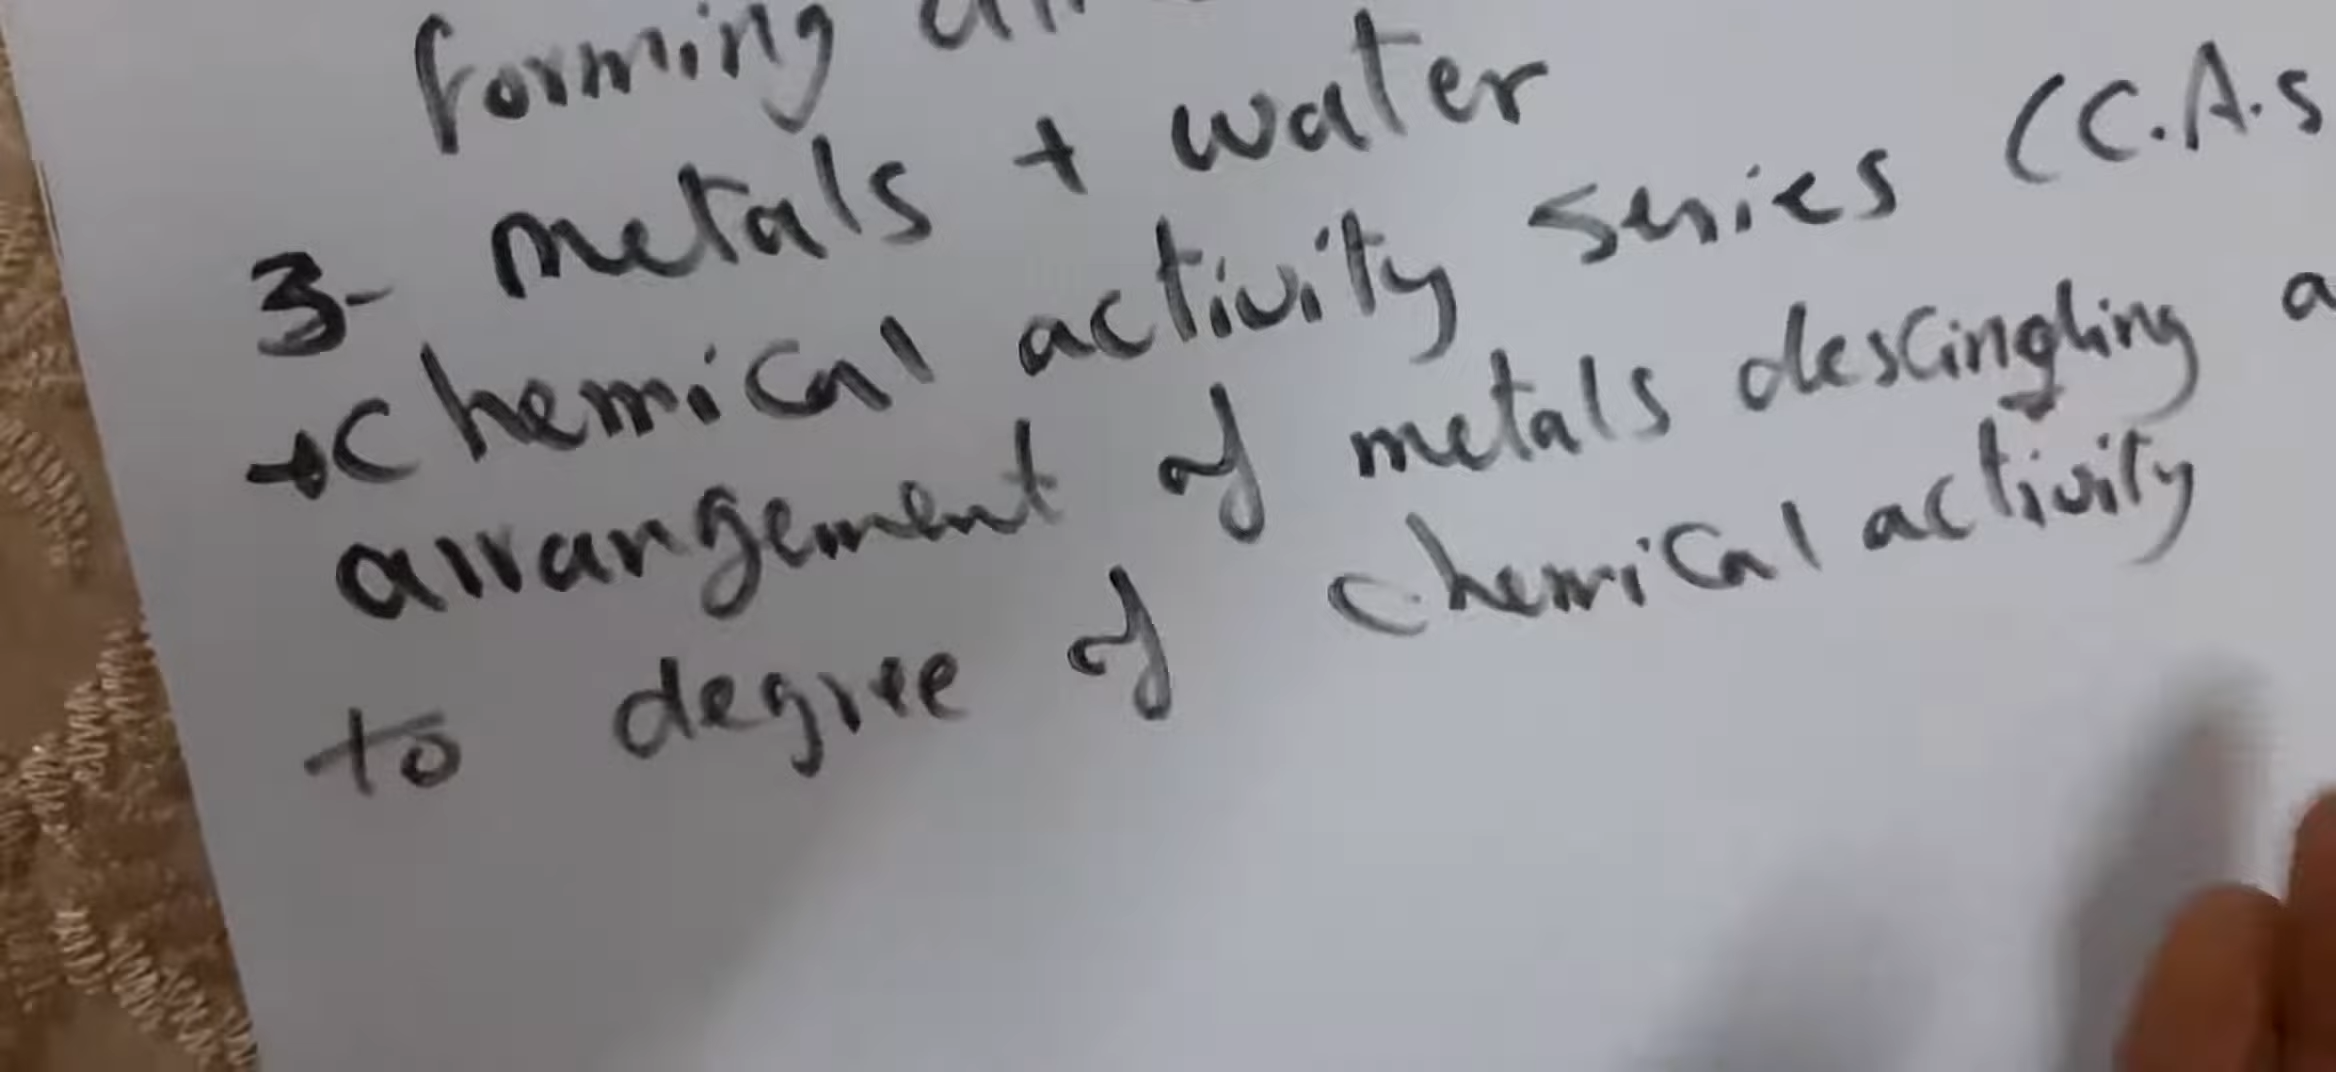 forming
3- metals + water
→ Chemical activity series (C.A.S
arrangement of metals descingling a
to degree of chemical activity